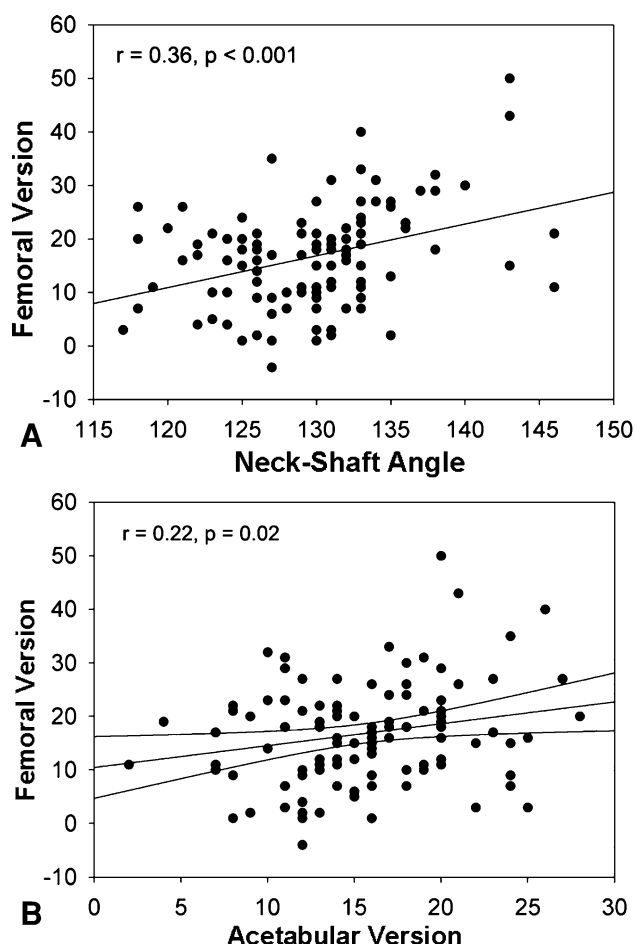 60
r = 0.36, p < 0.001
50
40
30
20
10
0
-10
Femoral Version
115 120 125 130 135 140 145 150
A
Neck-Shaft Angle
60
r = 0.22, p = 0.02
50
40
30
20
10
0
-10
Femoral Version
0 5 10 15 20 25 30
B
Acetabular Version